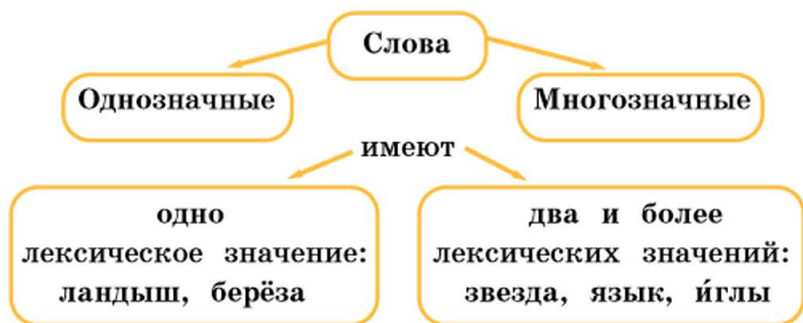 Слова
Однозначные
Многозначные
имеют
одно
лексическое значение:
ландыш, берёза
два и более
лексических значений:
звезда, язык, и́глы